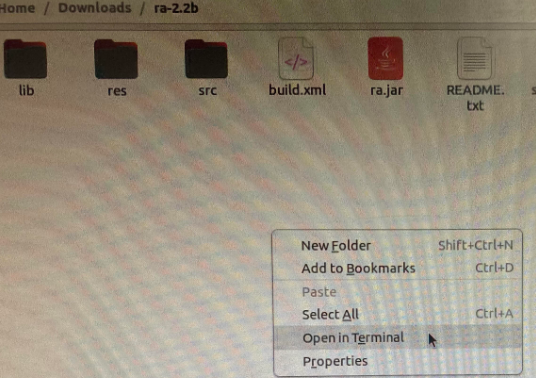 Home / Downloads / ra-2.2b
lib
res
src
build.xml
ra.jar
README.
txt
s
New Folder Shift+Ctrl+N
Add to Bookmarks Ctrl+D
Paste
Select All Ctrl+A
Open in Terminal
Properties